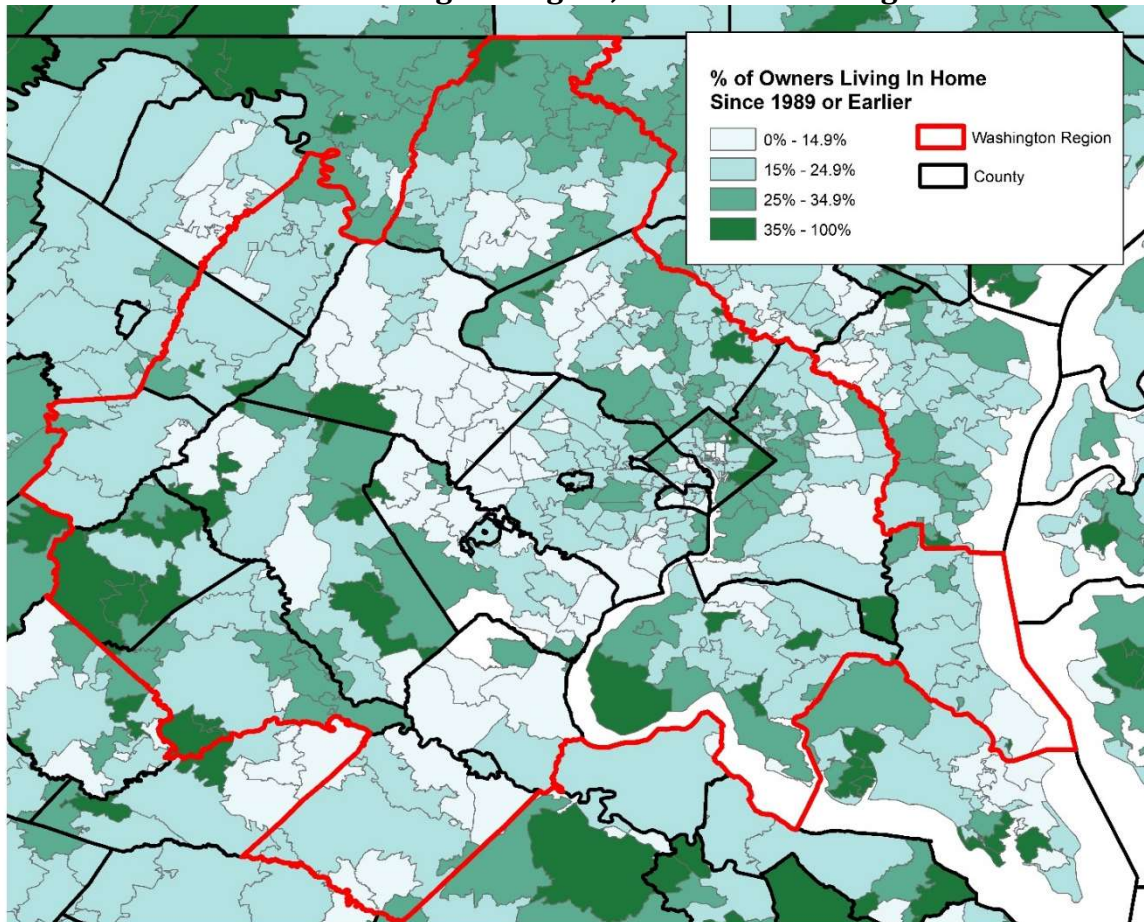 % of Owners Living In Home
Since 1989 or Earlier
0% - 14.9%
15% - 24.9%
25% - 34.9%
35% - 100%
Washington Region
County